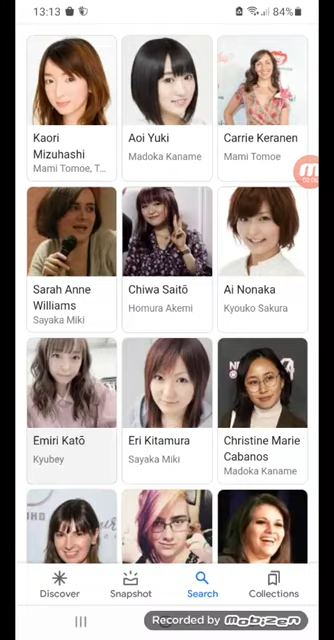 13:13 84%
Kaori
Mizuhashi
Mami Tomoe, T...
Aoi Yuki
Madoka Kaname
Carrie Keranen
Mami Tomoe
Sarah Anne
Williams
Sayaka Miki
Chiwa Saitō
Homura Akemi
Ai Nonaka
Kyouko Sakura
Emiri Katō
Kyubey
Eri Kitamura
Sayaka Miki
Christine Marie
Cabanos
Madoka Kaname
Discover Snapshot Search Collections
Recorded by Mobizen